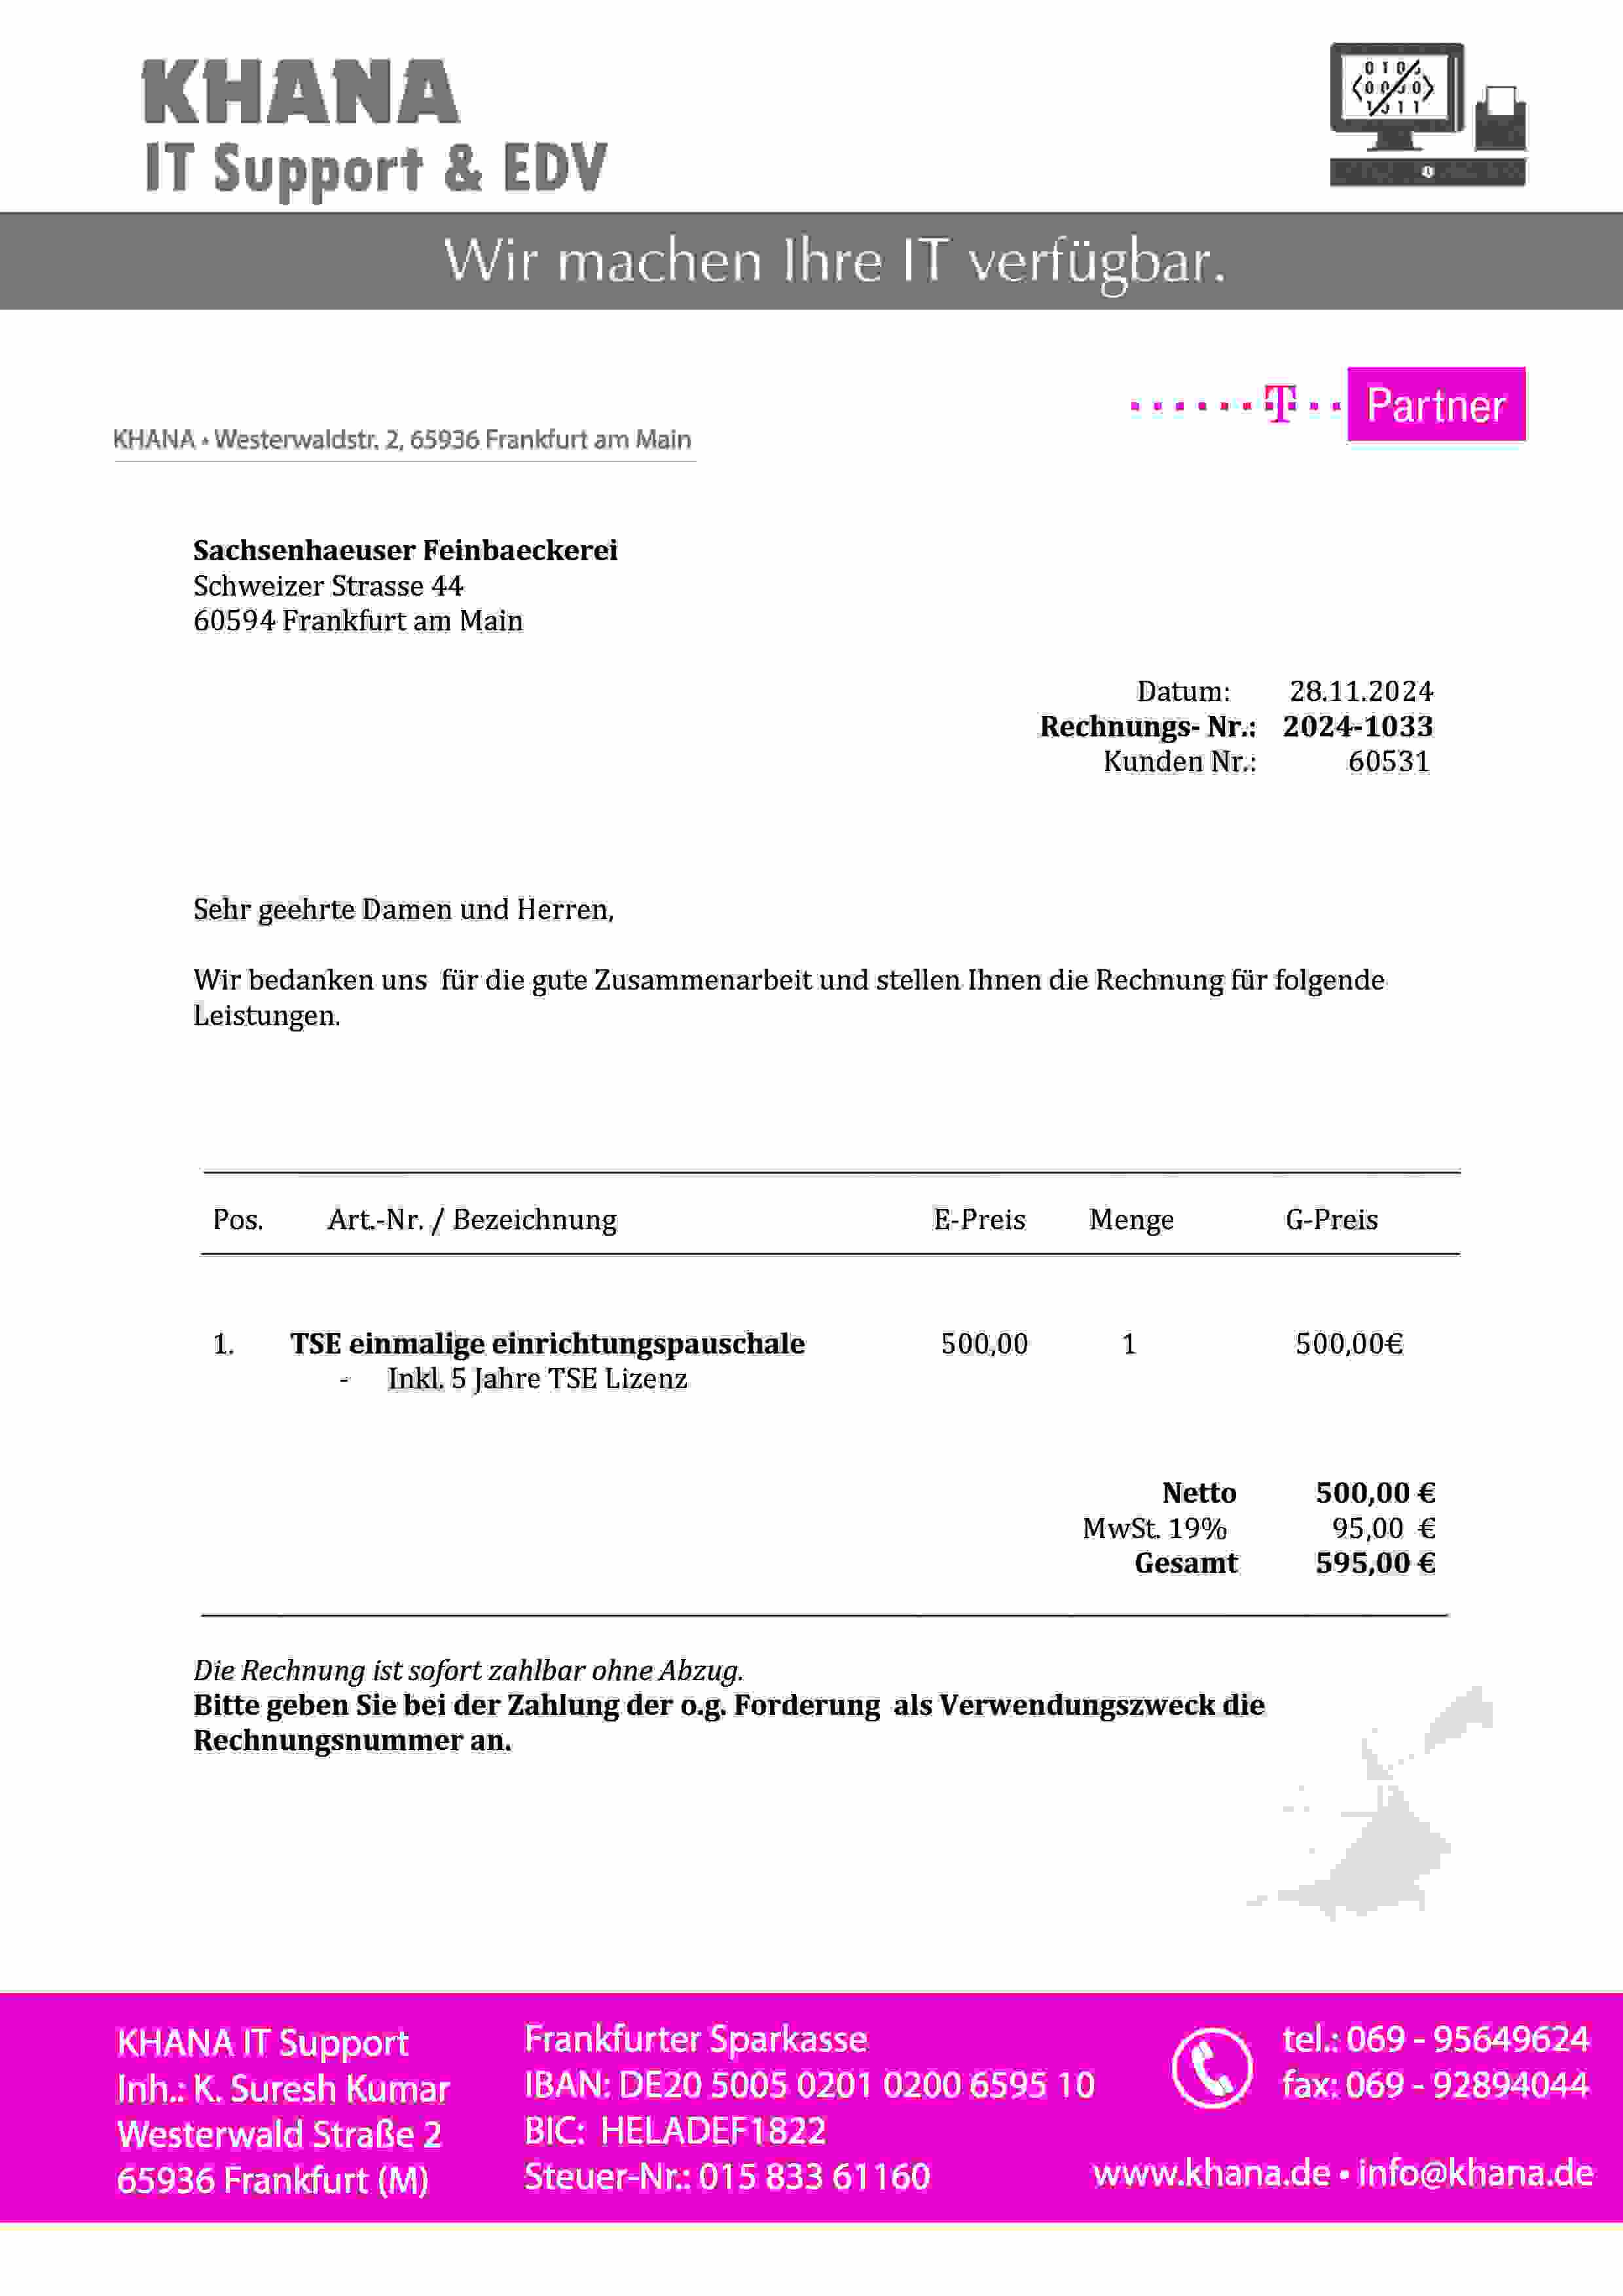 KHANA
IT Support & EDV
Wir machen Ihre IT verfügbar.
T Partner
KHANA • Westerwaldstr. 2, 65936 Frankfurt am Main
Sachsenhaeuser Feinbaeckerei
Schweizer Strasse 44
60594 Frankfurt am Main
Datum: 28.11.2024
Rechnungs- Nr.: 2024-1033
Kunden Nr.: 60531
Sehr geehrte Damen und Herren,
Wir bedanken uns für die gute Zusammenarbeit und stellen Ihnen die Rechnung für folgende
Leistungen.
Pos. Art.-Nr. / Bezeichnung E-Preis Menge G-Preis
1. TSE einmalige einrichtungspauschale 500,00 1 500,00€
- Inkl. 5 Jahre TSE Lizenz
Netto 500,00 €
MwSt. 19% 95,00 €
Gesamt 595,00 €
Die Rechnung ist sofort zahlbar ohne Abzug.
Bitte geben Sie bei der Zahlung der o.g. Forderung als Verwendungszweck die
Rechnungsnummer an.
KHANA IT Support
Inh.: K. Suresh Kumar
Westerwald Straße 2
65936 Frankfurt (M)
Frankfurter Sparkasse
IBAN: DE20 5005 0201 0200 6595 10
BIC: HELADEF1822
Steuer-Nr.: 015 833 61160
tel.: 069 - 95649624
fax: 069 - 92894044
www.khana.de • info@khana.de